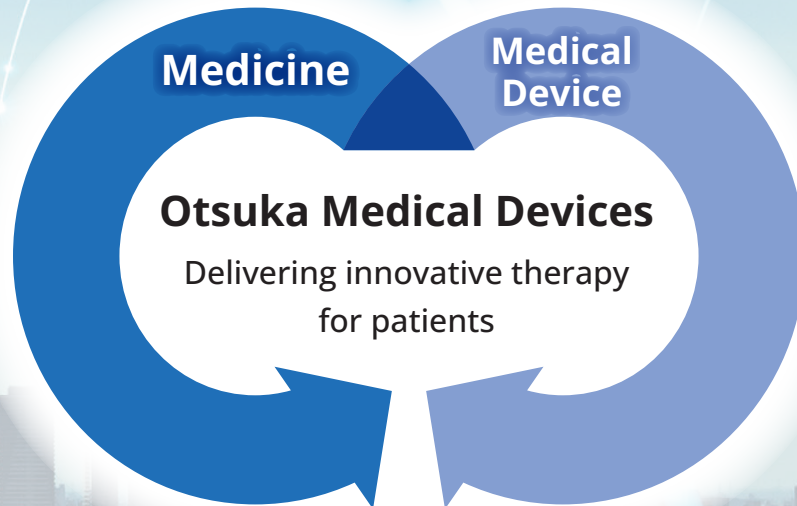 Medicine
Medical
Device
Otsuka Medical Devices
Delivering innovative therapy
for patients